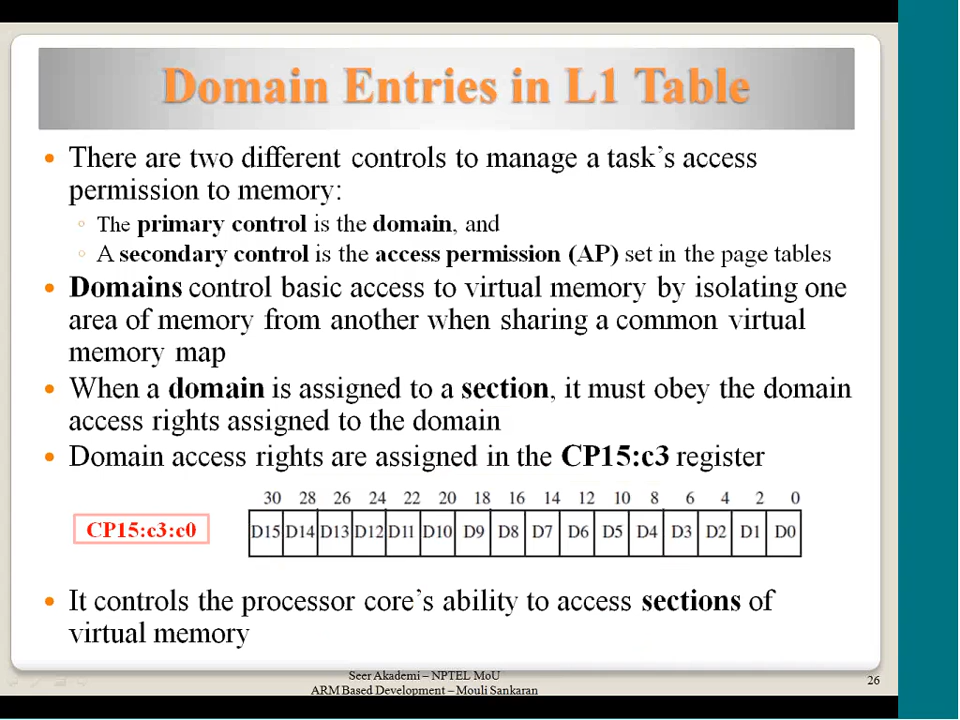 Domain Entries in L1 Table
• There are two different controls to manage a task's access
permission to memory:
◦ The primary control is the domain, and
◦ A secondary control is the access permission (AP) set in the page tables
• Domains control basic access to virtual memory by isolating one
area of memory from another when sharing a common virtual
memory map
• When a domain is assigned to a section, it must obey the domain
access rights assigned to the domain
• Domain access rights are assigned in the CP15:c3 register
30 28 26 24 22 20 18 16 14 12 10 8 6 4 2 0
CP15:c3:c0 D15 D14 D13 D12 D11 D10 D9 D8 D7 D6 D5 D4 D3 D2 D1 D0
• It controls the processor core's ability to access sections of
virtual memory
Seer Akademi – NPTEL MoU
ARM Based Development – Mouli Sankaran
26